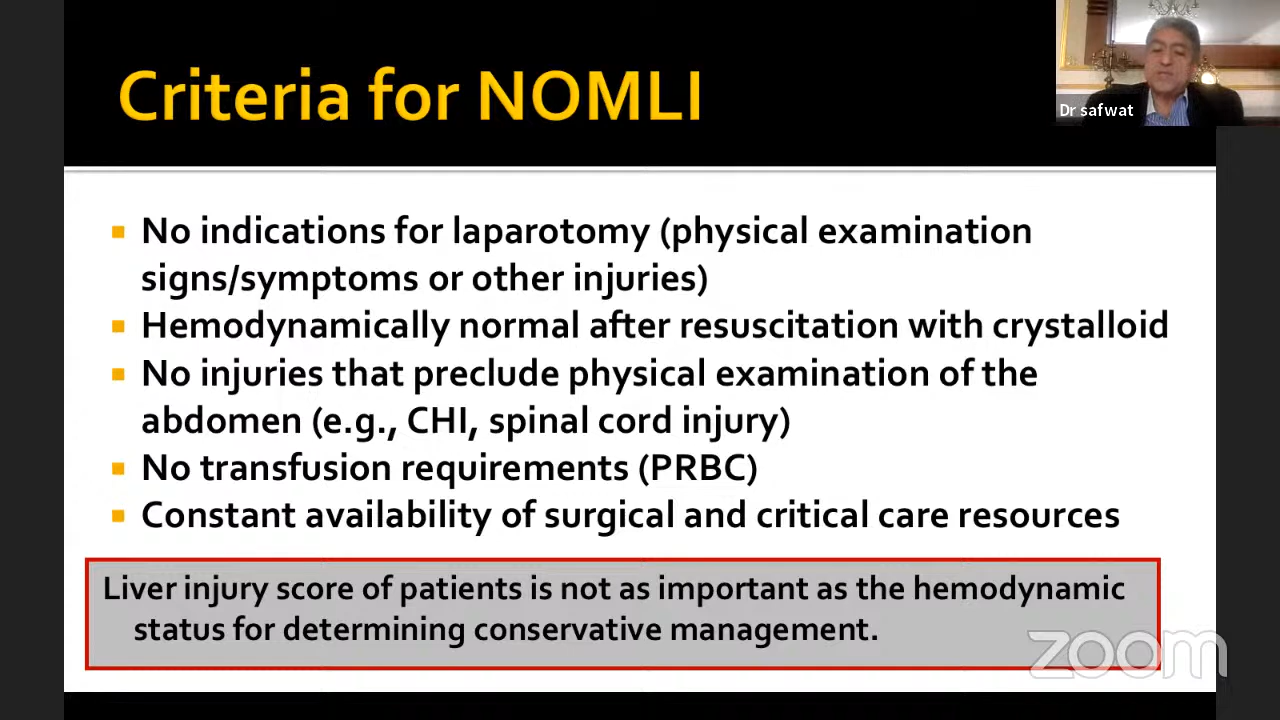 Criteria for NOMLI
Dr safwat
No indications for laparotomy (physical examination
signs/symptoms or other injuries)
Hemodynamically normal after resuscitation with crystalloid
No injuries that preclude physical examination of the
abdomen (e.g., CHI, spinal cord injury)
No transfusion requirements (PRBC)
Constant availability of surgical and critical care resources
Liver injury score of patients is not as important as the hemodynamic
status for determining conservative management.
zoom